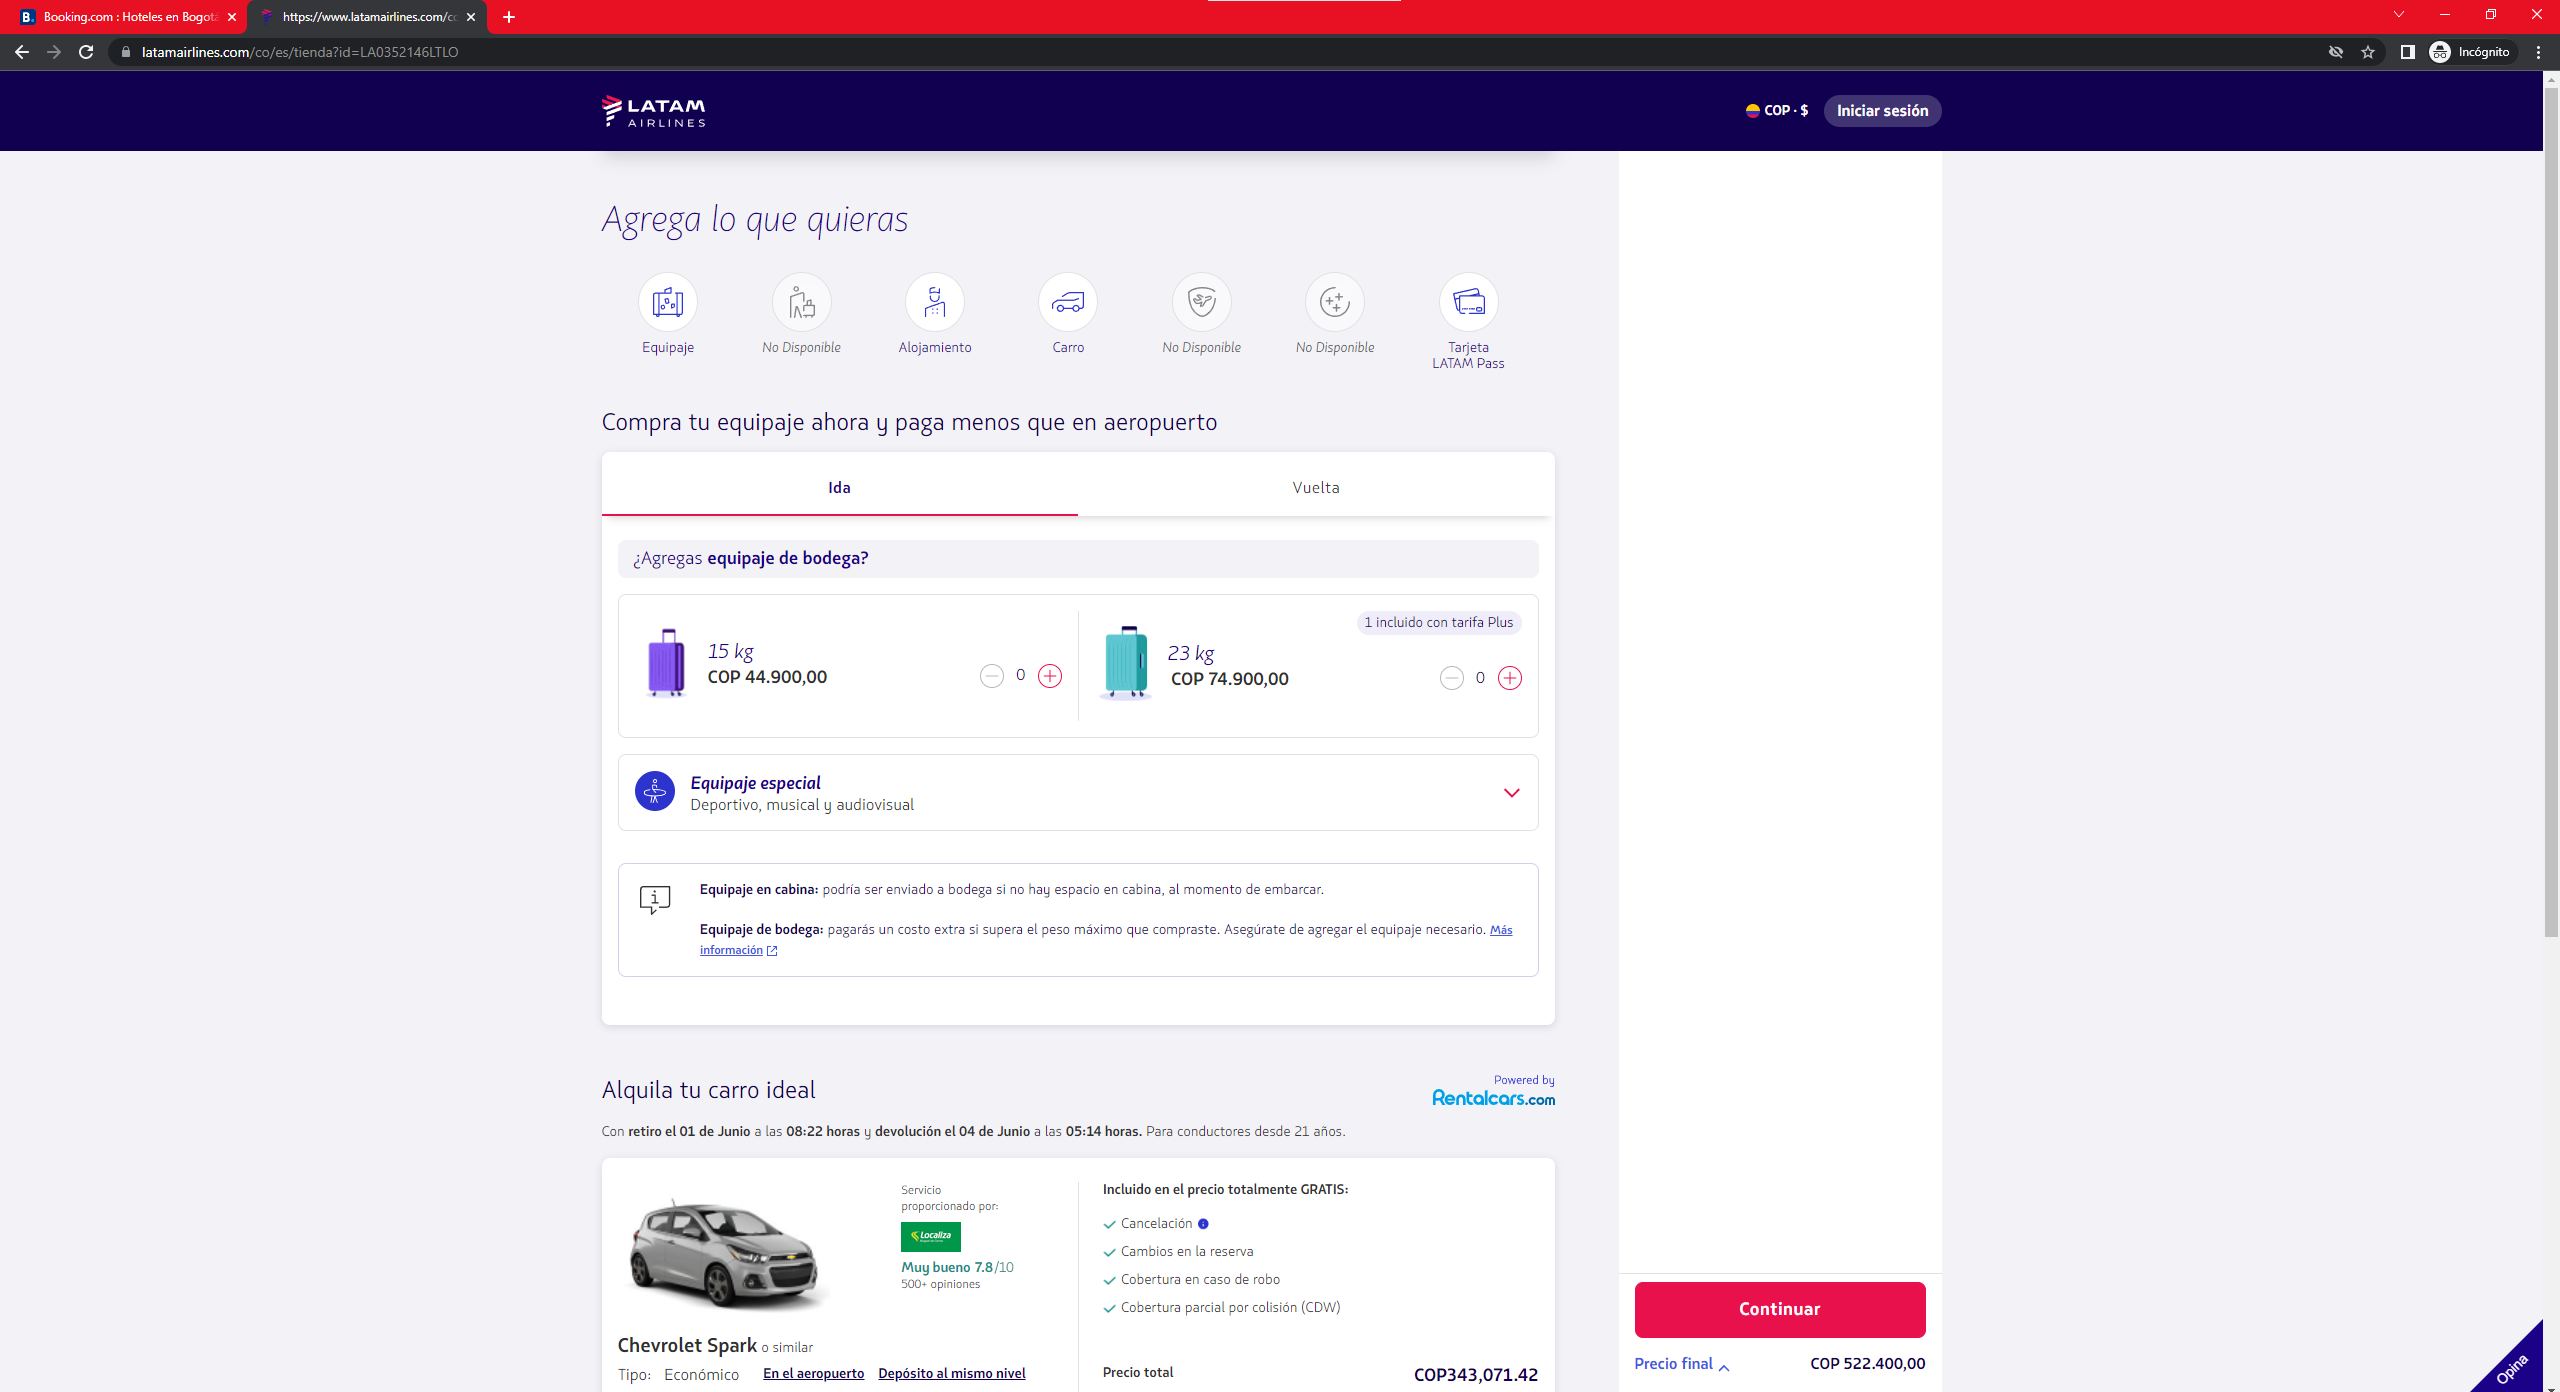 Booking.com : Hoteles en Bogot
https://www.latamairlines.com/c
latamairlines.com/co/es/tienda?id=LA0352146LTLO
Incógnito
LATAM
AIRLINES
COP · $
Iniciar sesión
Agrega lo que quieras
Equipaje
No Disponible
Alojamiento
Carro
No Disponible
No Disponible
Tarjeta
LATAM Pass
Compra tu equipaje ahora y paga menos que en aeropuerto
Ida
Vuelta
¿Agregas equipaje de bodega?
15 kg
COP 44.900,00
0
1 incluido con tarifa Plus
23 kg
COP 74.900,00
0
Equipaje especial
Deportivo, musical y audiovisual
Equipaje en cabina: podría ser enviado a bodega si no hay espacio en cabina, al momento de embarcar.
Equipaje de bodega: pagarás un costo extra si supera el peso máximo que compraste. Asegúrate de agregar el equipaje necesario. Más
información
Alquila tu carro ideal
Powered by
Rentalcars.com
Con retiro el 01 de Junio a las 08:22 horas y devolución el 04 de Junio a las 05:14 horas. Para conductores desde 21 años.
Servicio
proporcionado por:
Localiza
Muy bueno 7.8/10
500+ opiniones
Chevrolet Spark o similar
Tipo: Económico En el aeropuerto Depósito al mismo nivel
Incluido en el precio totalmente GRATIS:
Cancelación
Cambios en la reserva
Cobertura en caso de robo
Cobertura parcial por colisión (CDW)
Precio total
COP343,071.42
Continuar
Precio final
COP 522.400,00
Opina